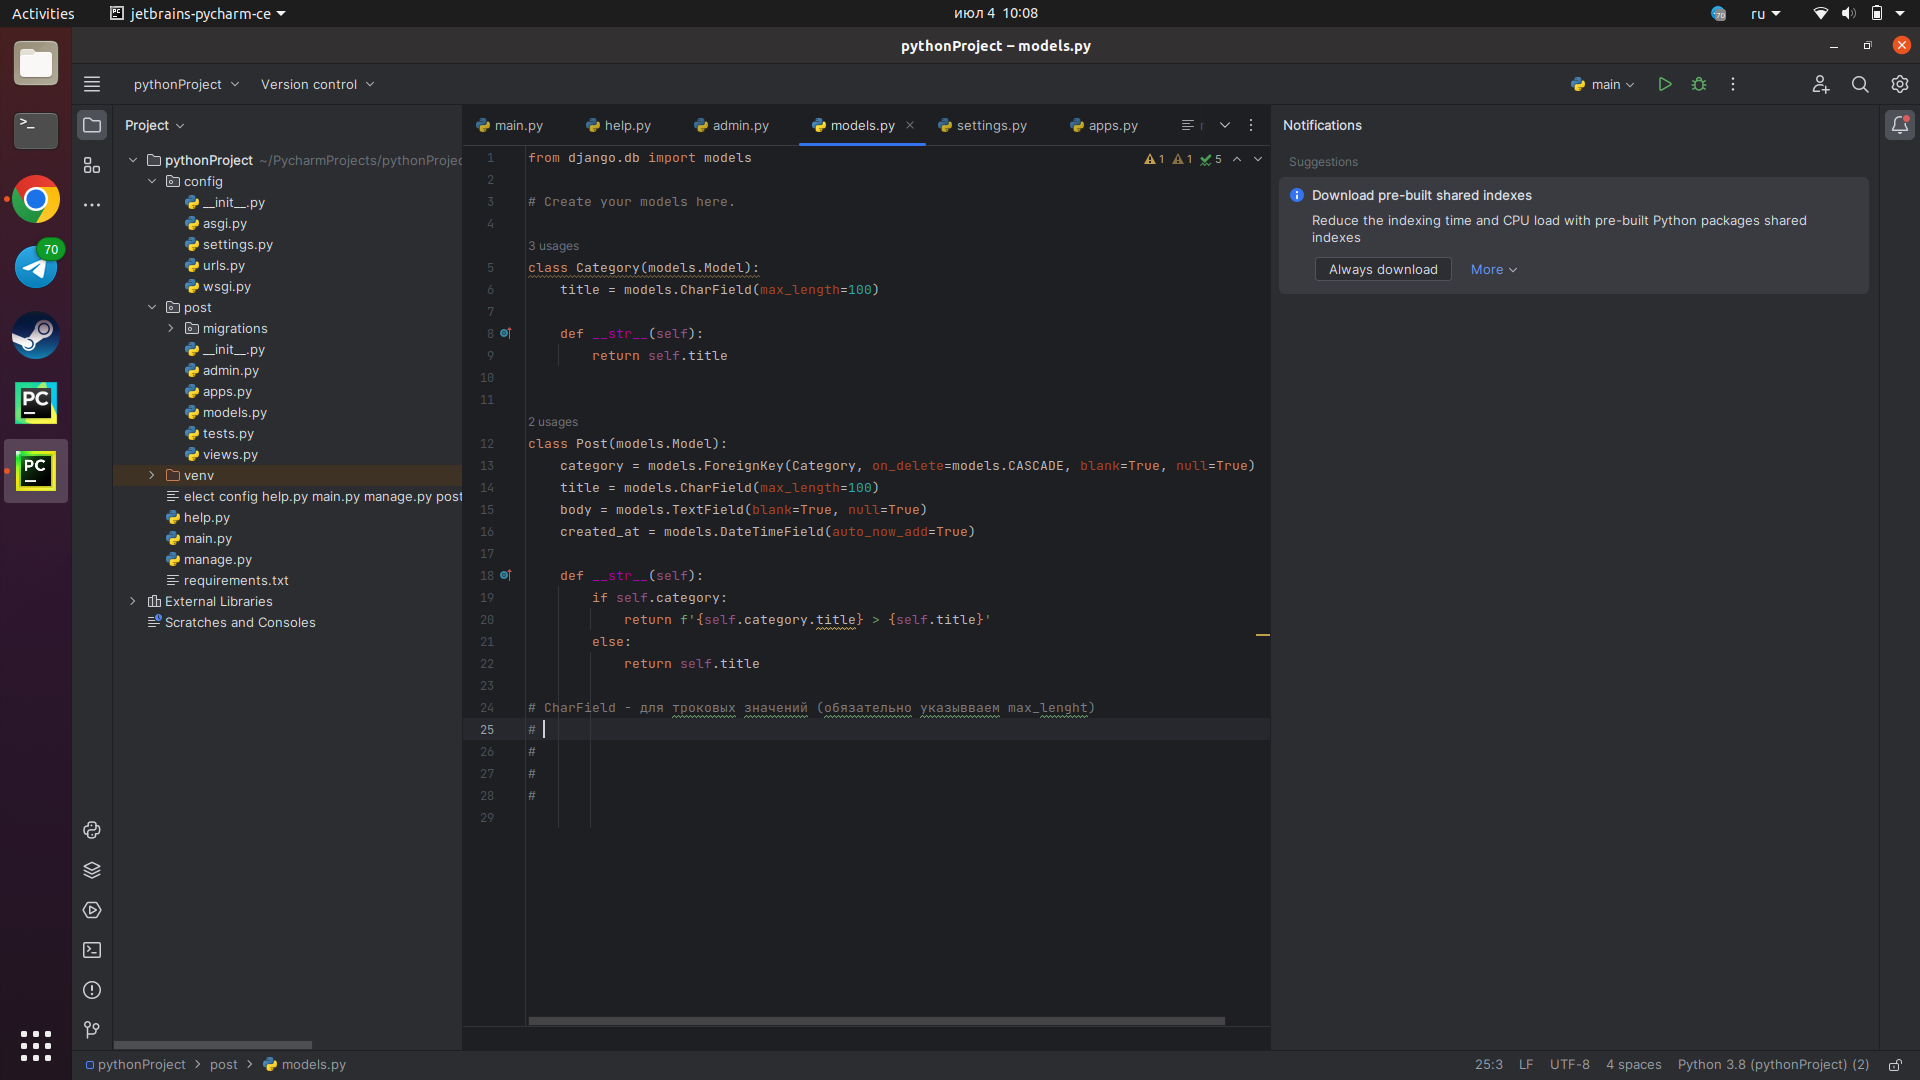 Activities jetbrains-pycharm-ce июл 4 10:08 70 ru
pythonProject – models.py
pythonProject Version control main
Project
main.py help.py admin.py models.py settings.py apps.py
Notifications
pythonProject ~/PycharmProjects/pythonProjec
config
__init__.py
asgi.py
settings.py
urls.py
wsgi.py
post
migrations
__init__.py
admin.py
apps.py
models.py
tests.py
views.py
venv
elect config help.py main.py manage.py post
help.py
main.py
manage.py
requirements.txt
External Libraries
Scratches and Consoles
70
PC
PC
1 1 5
1 from django.db import models
2
3 # Create your models here.
4
3 usages
5 class Category(models.Model):
6 title = models.CharField(max_length=100)
7
8 def __str__(self):
9 return self.title
10
11
2 usages
12 class Post(models.Model):
13 category = models.ForeignKey(Category, on_delete=models.CASCADE, blank=True, null=True)
14 title = models.CharField(max_length=100)
15 body = models.TextField(blank=True, null=True)
16 created_at = models.DateTimeField(auto_now_add=True)
17
18 def __str__(self):
19 if self.category:
20 return f'{self.category.title} > {self.title}'
21 else:
22 return self.title
23
24 # CharField - для троковых значений (обязательно указывваем max_lenght)
25 #
26 #
27 #
28 #
29
Suggestions
Download pre-built shared indexes
Reduce the indexing time and CPU load with pre-built Python packages shared
indexes
Always download More
pythonProject > post > models.py
25:3 LF UTF-8 4 spaces Python 3.8 (pythonProject) (2)